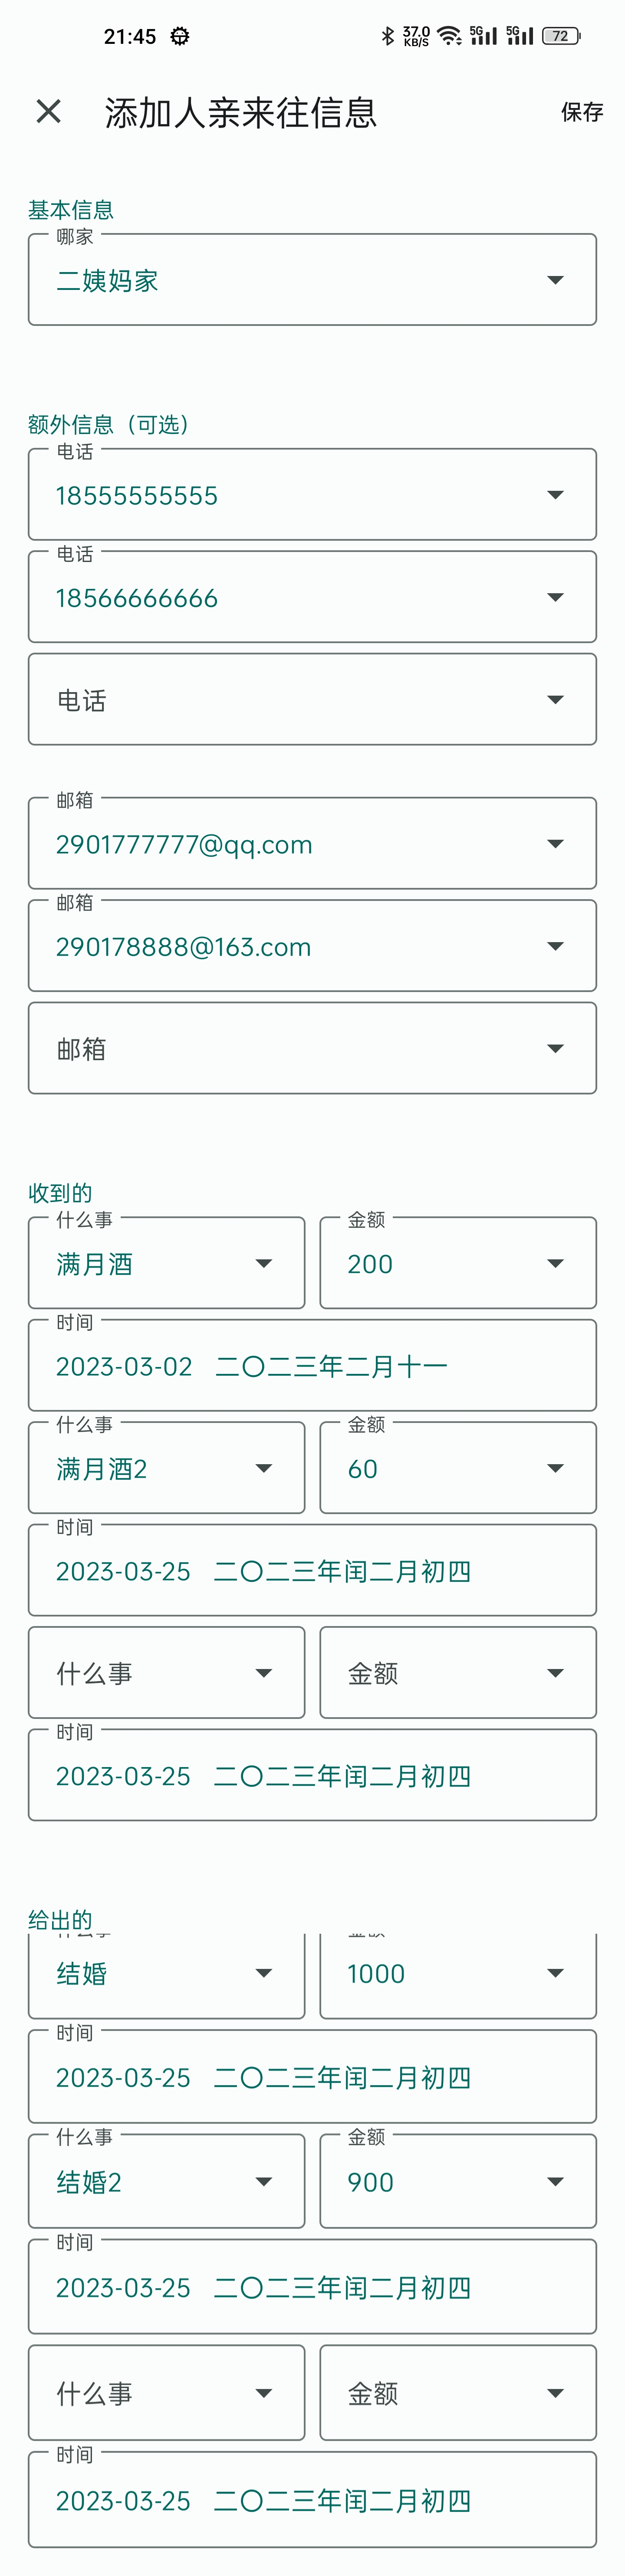 21:45 37.0 KB/S 5G 5G 72
添加人亲来往信息 保存
基本信息
哪家
二姨妈家
额外信息（可选）
电话
18555555555
电话
18566666666
电话
邮箱
2901777777@qq.com
邮箱
290178888@163.com
邮箱
收到的
什么事 金额
满月酒 200
时间
2023-03-02 二〇二三年二月十一
什么事 金额
满月酒2 60
时间
2023-03-25 二〇二三年闰二月初四
什么事 金额
时间
2023-03-25 二〇二三年闰二月初四
给出的
什么事 金额
结婚 1000
时间
2023-03-25 二〇二三年闰二月初四
什么事 金额
结婚2 900
时间
2023-03-25 二〇二三年闰二月初四
什么事 金额
时间
2023-03-25 二〇二三年闰二月初四